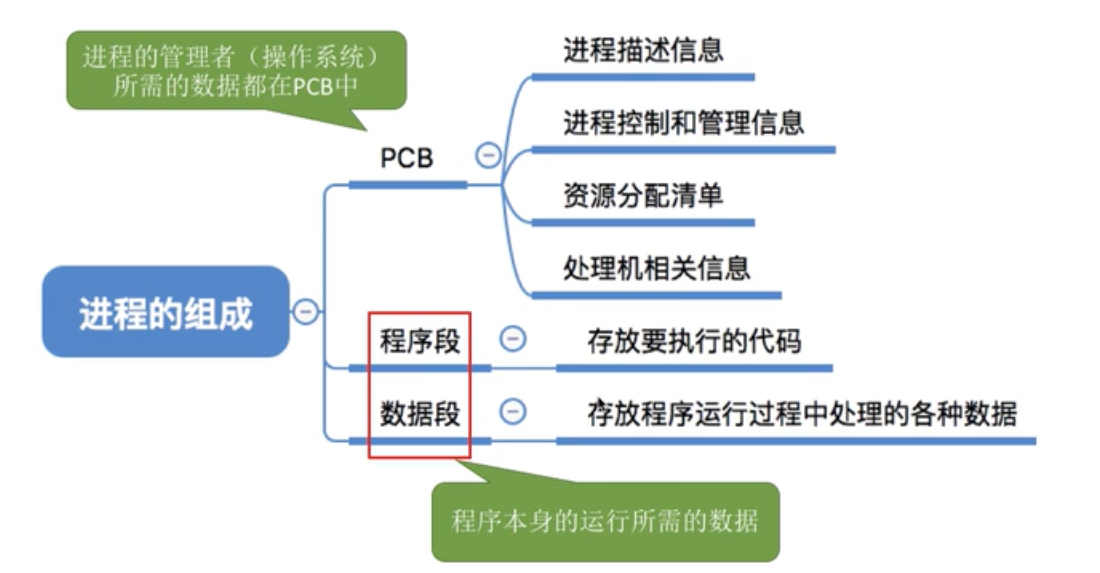 进程的管理者（操作系统）
所需的数据都在PCB中
进程描述信息
进程控制和管理信息
PCB
资源分配清单
处理机相关信息
进程的组成
程序段
存放要执行的代码
数据段
存放程序运行过程中处理的各种数据
程序本身的运行所需的数据